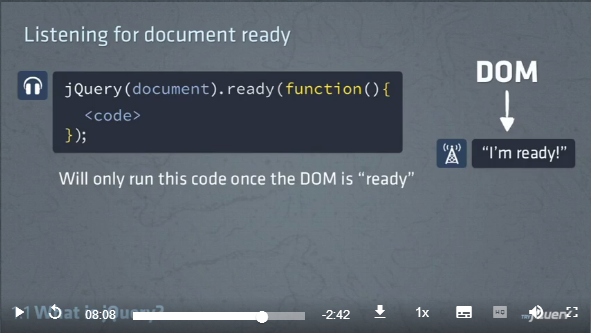 Listening for document ready
jQuery(document).ready(function(){
<code>
});
DOM
"I'm ready!"
Will only run this code once the DOM is "ready"
1.1 What is jQuery?
08:08
-2:42
1x
jQuery